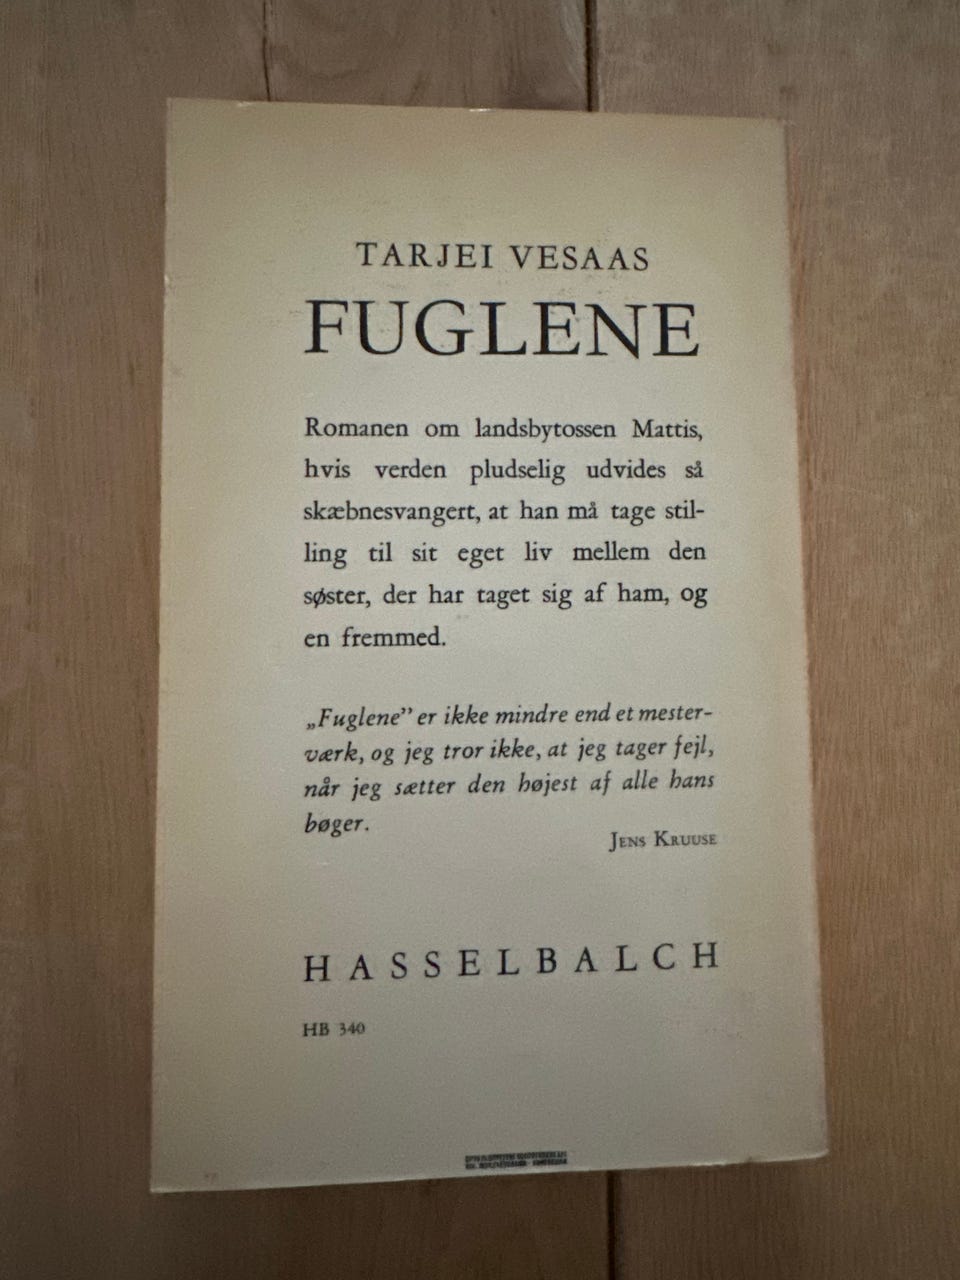 TARJEI VESAAS
FUGLENE
Romanen om landsbytossen Mattis,
hvis verden pludselig udvides så
skæbnesvangert, at han må tage stil-
ling til sit eget liv mellem den
søster, der har taget sig af ham, og
en fremmed.
„Fuglene” er ikke mindre end et mester-
værk, og jeg tror ikke, at jeg tager fejl,
når jeg sætter den højest af alle hans
bøger.
JENS KRUUSE
HASSELBALCH
HB 340